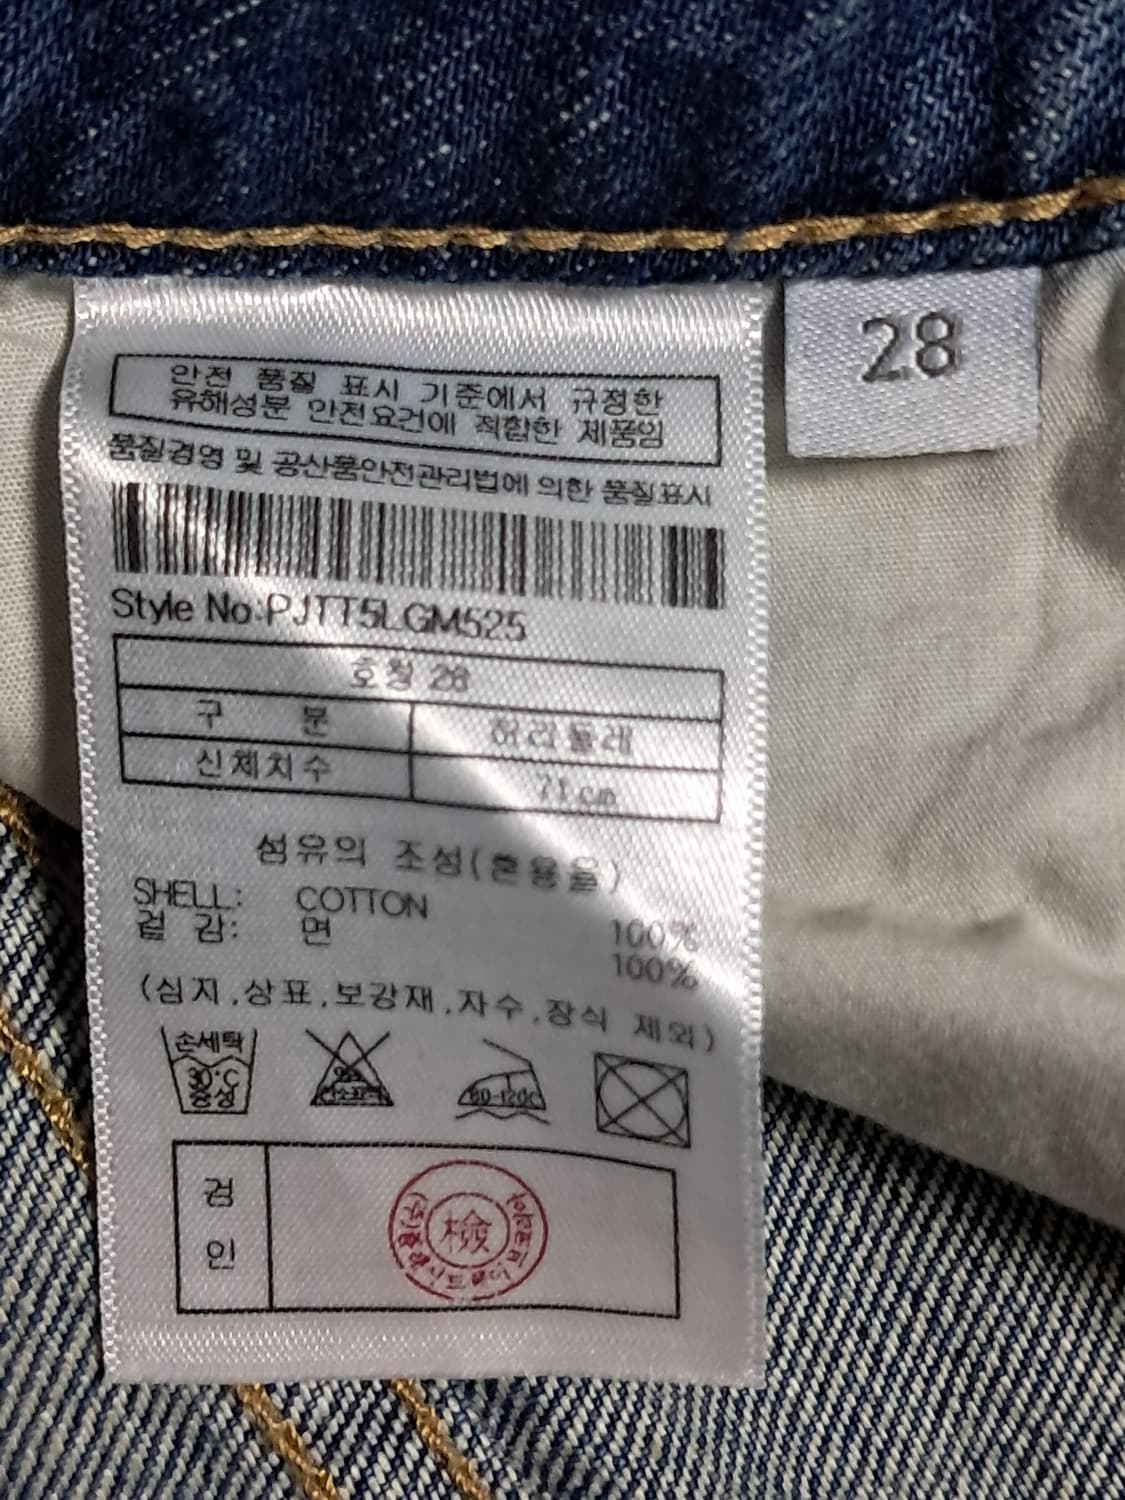 안전 품질 표시 기준에서 규정한
유해성분 안전요건에 적합한 제품임
품질경영 및 공산품안전관리법에 의한 품질표시
Style No:PJTT5LGM525
호칭 28
구 분 허리둘레
신체치수 71cm
섬유의 조성(혼용율)
SHELL: COTTON 100%
겉 감: 면 100%
(심지,상표,보강재,자수,장식 제외)
손세탁
30°C
중성
80-120C
검인
檢
28